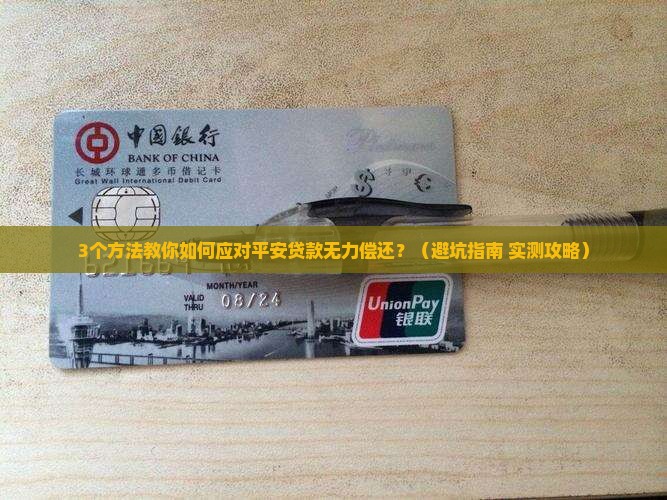 中国银行
BANK OF CHINA
长城环球通多币借记卡
Great Wall International Debit Card
Platinum
3个方法教你如何应对平安贷款无力偿还?(避坑指南 实测攻略)
MONTH/YEAR
VALID THRU 08/24
UnionPay
银联